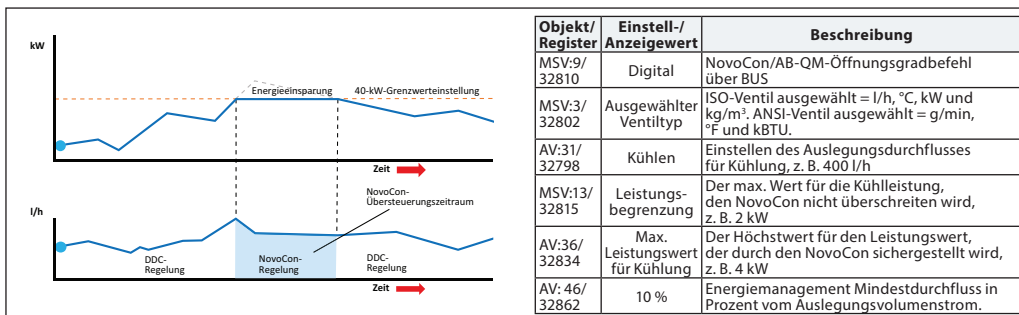 kW
Energieeinsparung
40-kW-Grenzwerteinstellung
Zeit
l/h
NovoCon-
Übersteuerungszeitraum
DDC-
Regelung
NovoCon-
Regelung
DDC-
Regelung
Zeit
Objekt/
Register
Einstell-/
Anzeigewert
Beschreibung
MSV:9/
32810
Digital
NovoCon/AB-QM-Öffnungsgradbefehl
über BUS
MSV:3/
32802
Ausgewählter
Ventiltyp
ISO-Ventil ausgewählt = l/h, °C, kW und
kg/m³. ANSI-Ventil ausgewählt = g/min,
°F und kBTU.
AV:31/
32798
Kühlen
Einstellen des Auslegungsdurchflusses
für Kühlung, z. B. 400 l/h
MSV:13/
32815
Leistungs-
begrenzung
Der max. Wert für die Kühlleistung,
den NovoCon nicht überschreiten wird,
z. B. 2 kW
AV:36/
32834
Max.
Leistungswert
für Kühlung
Der Höchstwert für den Leistungswert,
der durch den NovoCon sichergestellt wird,
z. B. 4 kW
AV: 46/
32862
10 %
Energiemanagement Mindestdurchfluss in
Prozent vom Auslegungsvolumenstrom.